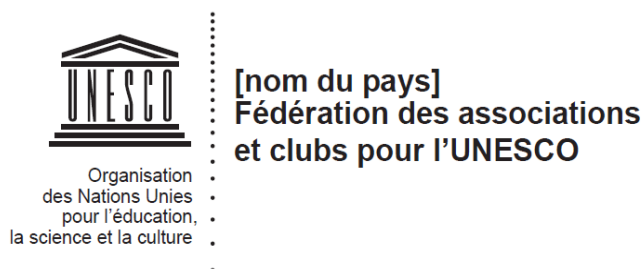 UNESCO
Organisation
des Nations Unies
pour l'éducation,
la science et la culture
[nom du pays]
Fédération des associations
et clubs pour l'UNESCO